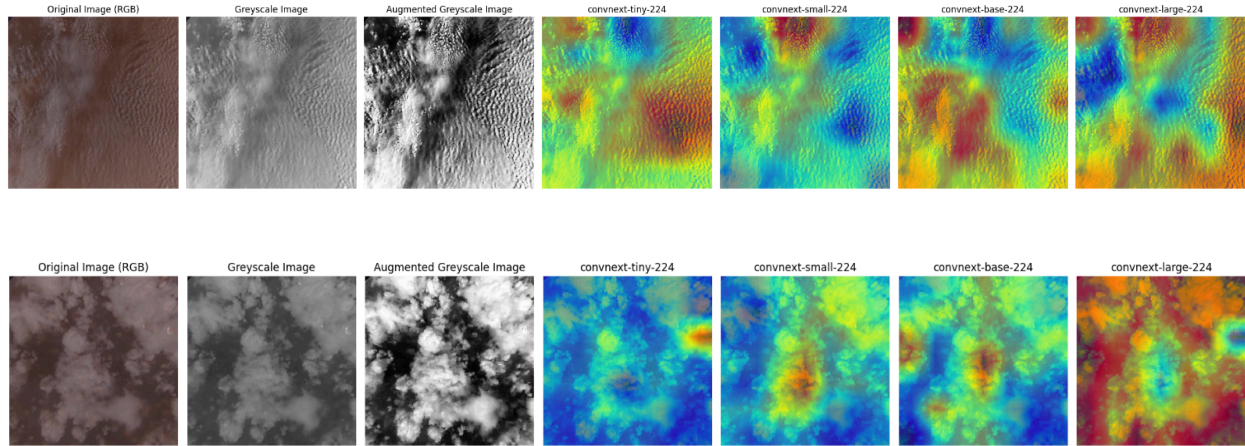 Original Image (RGB)
Greyscale Image
Augmented Greyscale Image
convnext-tiny-224
convnext-small-224
convnext-base-224
convnext-large-224
Original Image (RGB)
Greyscale Image
Augmented Greyscale Image
convnext-tiny-224
convnext-small-224
convnext-base-224
convnext-large-224